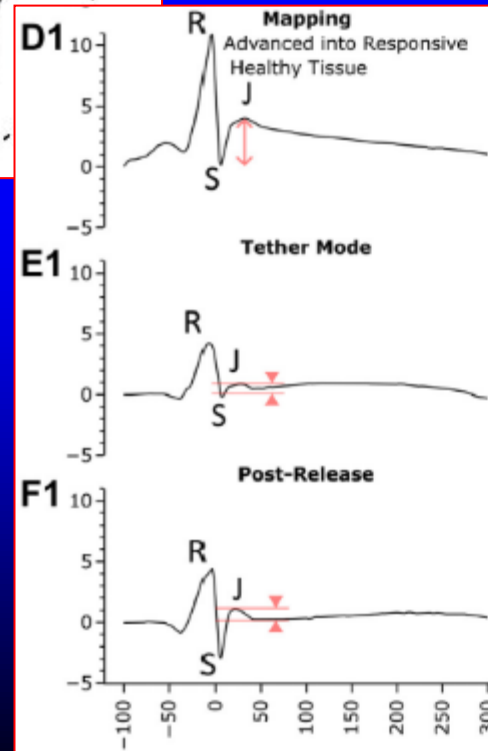 D1
Mapping
Advanced into Responsive
Healthy Tissue
R
J
S
10
5
0
−5
E1
Tether Mode
R
J
S
10
5
0
−5
F1
Post-Release
R
J
S
10
5
0
−5
−100
−50
0
50
100
150
200
250
300